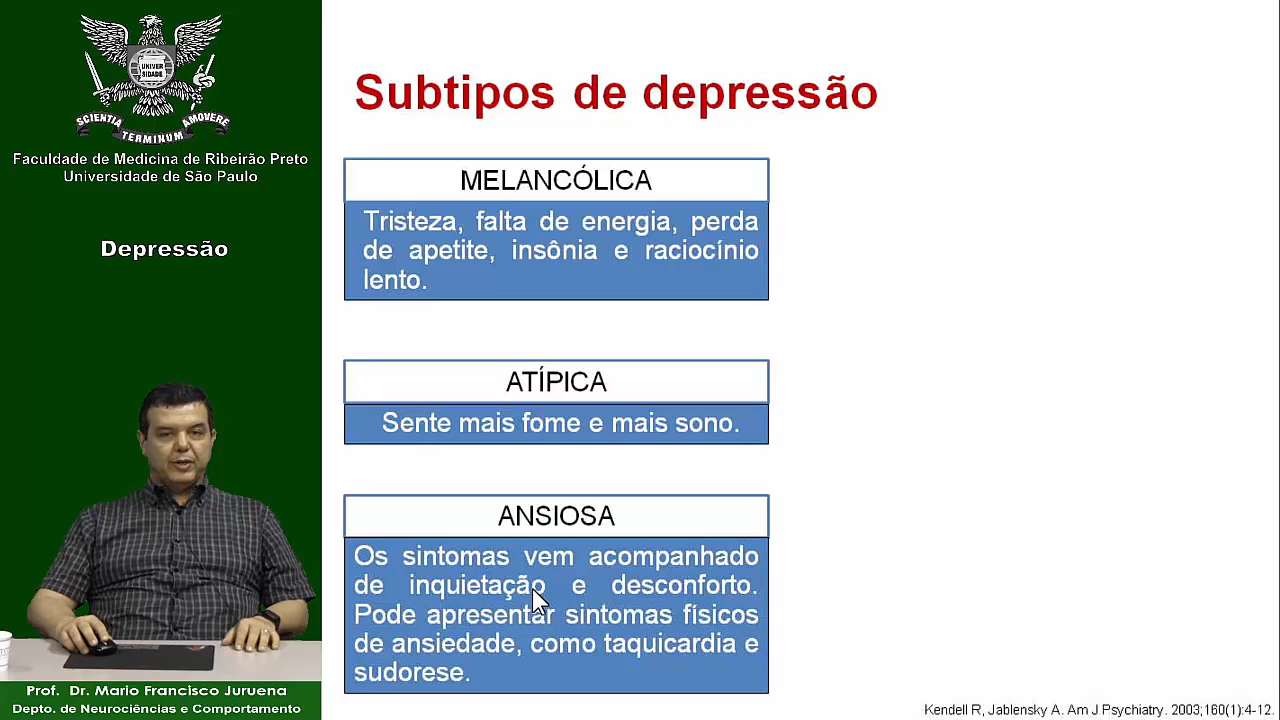 UNIVER
SIDADE
SCIENTIA
TERMINUM
AMOVERE
Faculdade de Medicina de Ribeirão Preto
Universidade de São Paulo
Depressão
Prof. Dr. Mario Francisco Juruena
Depto. de Neurociências e Comportamento
Subtipos de depressão
MELANCÓLICA
Tristeza, falta de energia, perda
de apetite, insônia e raciocínio
lento.
ATÍPICA
Sente mais fome e mais sono.
ANSIOSA
Os sintomas vem acompanhado
de inquietação e desconforto.
Pode apresentar sintomas físicos
de ansiedade, como taquicardia e
sudorese.
Kendell R, Jablensky A. Am J Psychiatry. 2003;160(1):4-12.